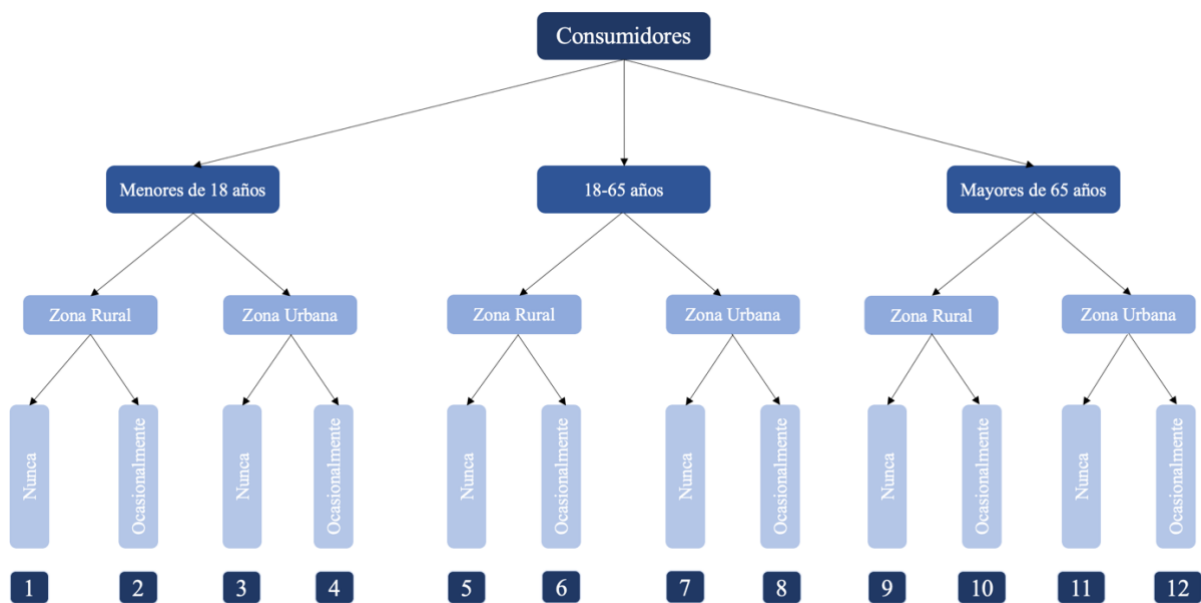 Consumidores
Menores de 18 años
18-65 años
Mayores de 65 años
Zona Rural
Zona Urbana
Zona Rural
Zona Urbana
Zona Rural
Zona Urbana
Nunca
Ocasionalmente
Nunca
Ocasionalmente
Nunca
Ocasionalmente
Nunca
Ocasionalmente
Nunca
Ocasionalmente
Nunca
Ocasionalmente
1
2
3
4
5
6
7
8
9
10
11
12